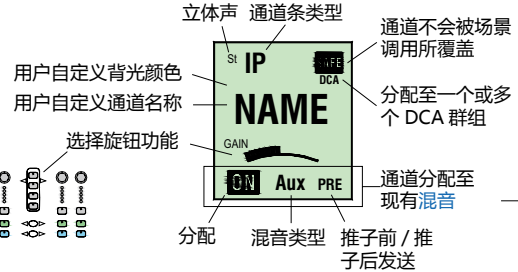 立体声 通道条类型
St IP SAFE
DCA
通道不会被场景
调用所覆盖
用户自定义背光颜色
用户自定义通道名称
NAME
分配至一个或多
个 DCA 群组
选择旋钮功能
GAIN
ON Aux PRE
通道分配至
现有混音
分配 混音类型 推子前 / 推
子后发送